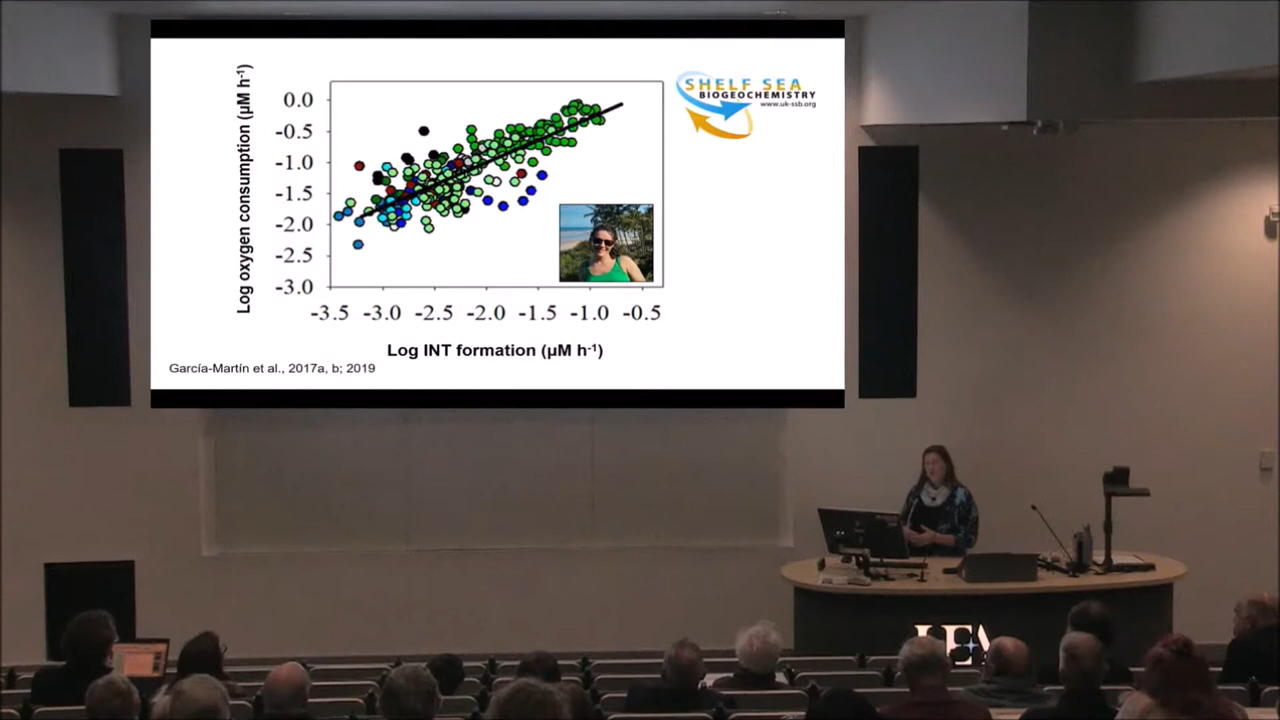 SHELF SEA
BIOGEOCHEMISTRY
www.uk-ssb.org
Log oxygen consumption (µM h-1)
0.0
-0.5
-1.0
-1.5
-2.0
-2.5
-3.0
-3.5 -3.0 -2.5 -2.0 -1.5 -1.0 -0.5
Log INT formation (µM h-1)
García-Martín et al., 2017a, b; 2019
UEA